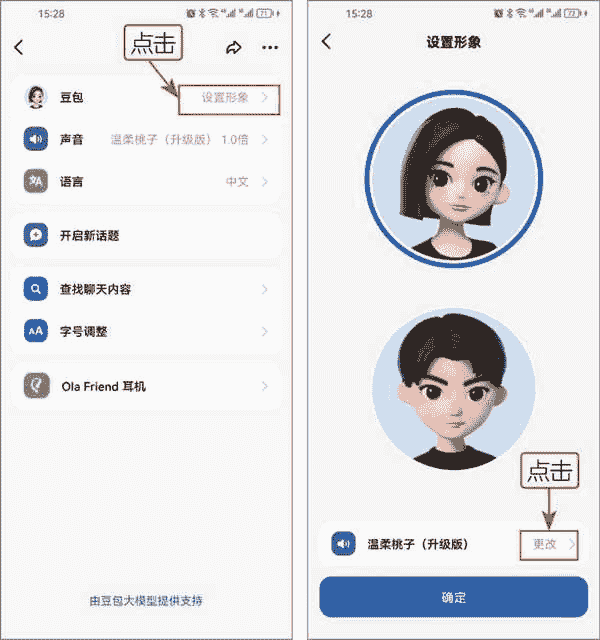 15:28
71
点击
豆包
设置形象
声音
温柔桃子（升级版） 1.0倍
语言
中文
开启新话题
查找聊天内容
字号调整
Ola Friend 耳机
由豆包大模型提供支持
15:28
72
设置形象
点击
温柔桃子（升级版）
更改
确定